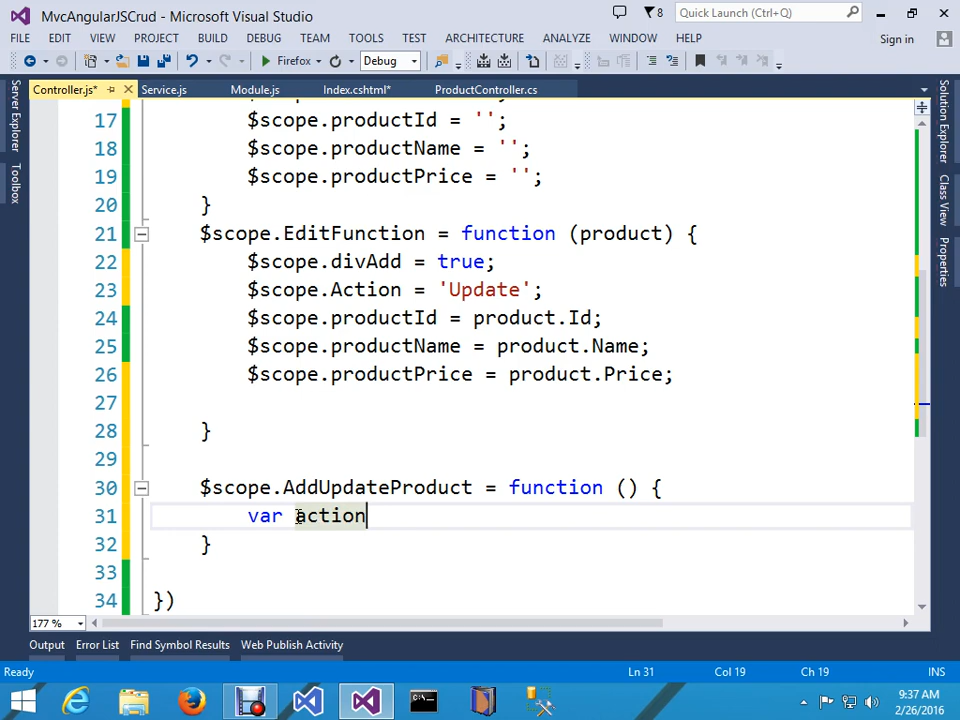 MvcAngularJSCrud - Microsoft Visual Studio
8
Quick Launch (Ctrl+Q)
FILE EDIT VIEW PROJECT BUILD DEBUG TEAM TOOLS TEST ARCHITECTURE ANALYZE WINDOW HELP
Sign in
Firefox
Debug
Controller.js*
Service.js
Module.js
Index.cshtml*
ProductController.cs
Server Explorer
Toolbox
17 $scope.productId = '';
18 $scope.productName = '';
19 $scope.productPrice = '';
20 }
21 $scope.EditFunction = function (product) {
22 $scope.divAdd = true;
23 $scope.Action = 'Update';
24 $scope.productId = product.Id;
25 $scope.productName = product.Name;
26 $scope.productPrice = product.Price;
27
28 }
29
30 $scope.AddUpdateProduct = function () {
31 var action
32 }
33
34 })
Solution Explorer
Class View
Properties
177 %
Output Error List Find Symbol Results Web Publish Activity
Ready
Ln 31 Col 19 Ch 19 INS
9:37 AM
2/26/2016